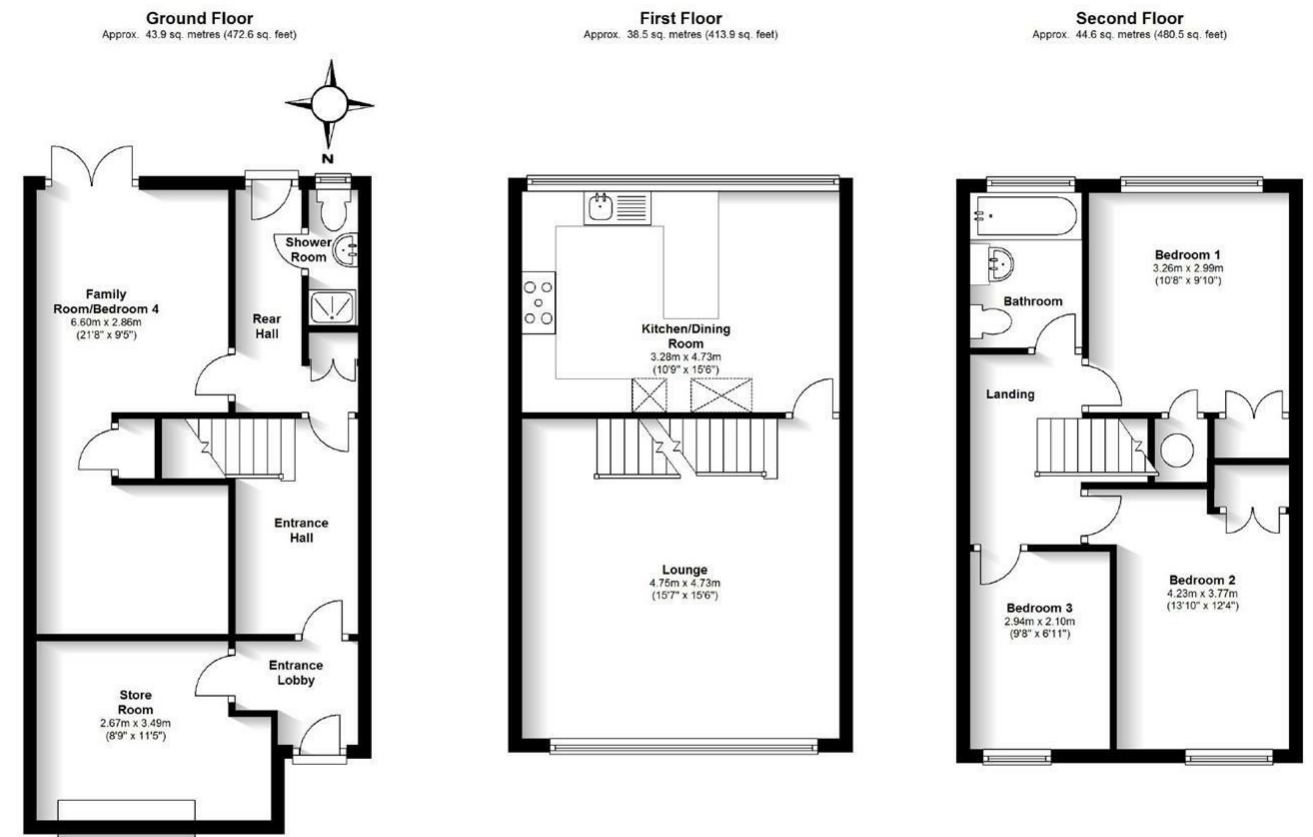 Ground Floor
Approx. 43.9 sq. metres (472.6 sq. feet)
First Floor
Approx. 38.5 sq. metres (413.9 sq. feet)
Second Floor
Approx. 44.6 sq. metres (480.5 sq. feet)
N
Shower
Room
Family
Room/Bedroom 4
6.60m x 2.86m
(21'8" x 9'5")
Rear
Hall
Entrance
Hall
Entrance
Lobby
Store
Room
2.67m x 3.49m
(8'9" x 11'5")
Kitchen/Dining
Room
3.28m x 4.73m
(10'9" x 15'6")
Lounge
4.75m x 4.73m
(15'7" x 15'6")
Bedroom 1
3.26m x 2.99m
(10'8" x 9'10")
Bathroom
Landing
Bedroom 2
4.23m x 3.77m
(13'10" x 12'4")
Bedroom 3
2.94m x 2.10m
(9'8" x 6'11")